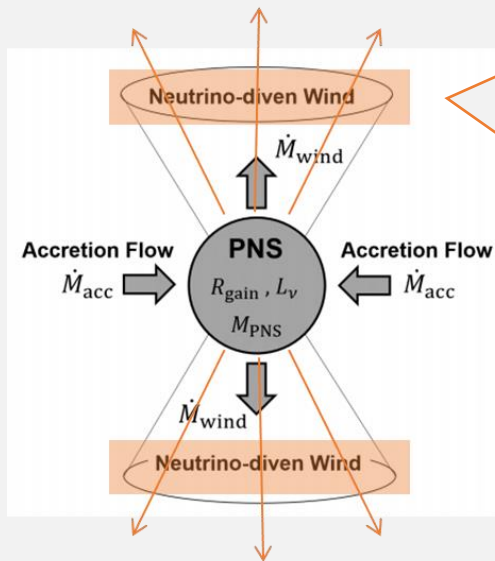 Neutrino-diven Wind
Ṁwind
Accretion Flow
Ṁacc
PNS
Rgain , Lν
MPNS
Accretion Flow
Ṁacc
Ṁwind
Neutrino-diven Wind